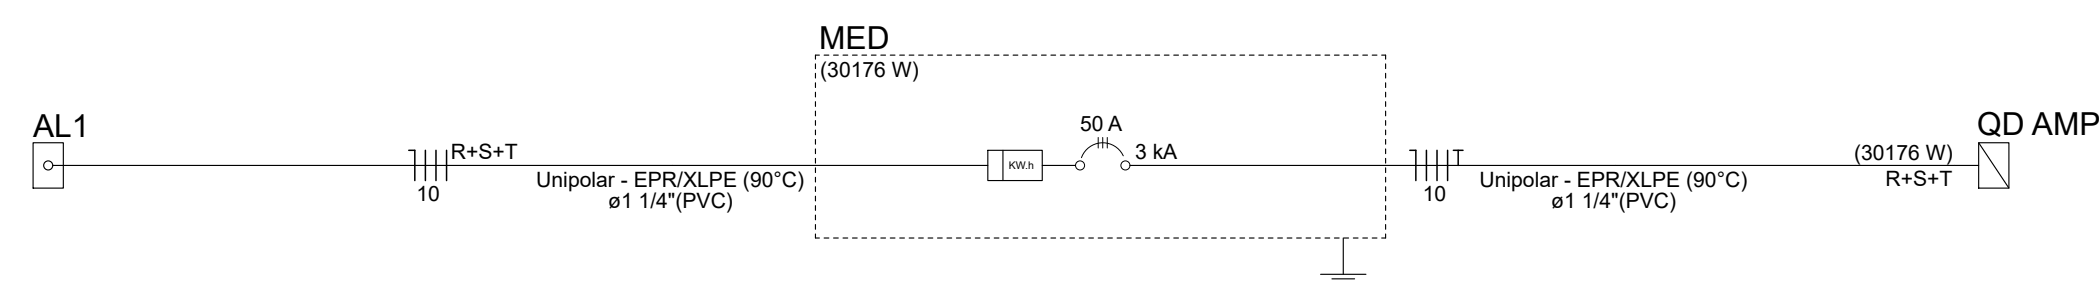 MED
(30176 W)
AL1
50 A
QD AMP
R+S+T
KW.h
3 kA
(30176 W)
10
Unipolar - EPR/XLPE (90°C)
ø1 1/4"(PVC)
10
Unipolar - EPR/XLPE (90°C)
ø1 1/4"(PVC)
R+S+T